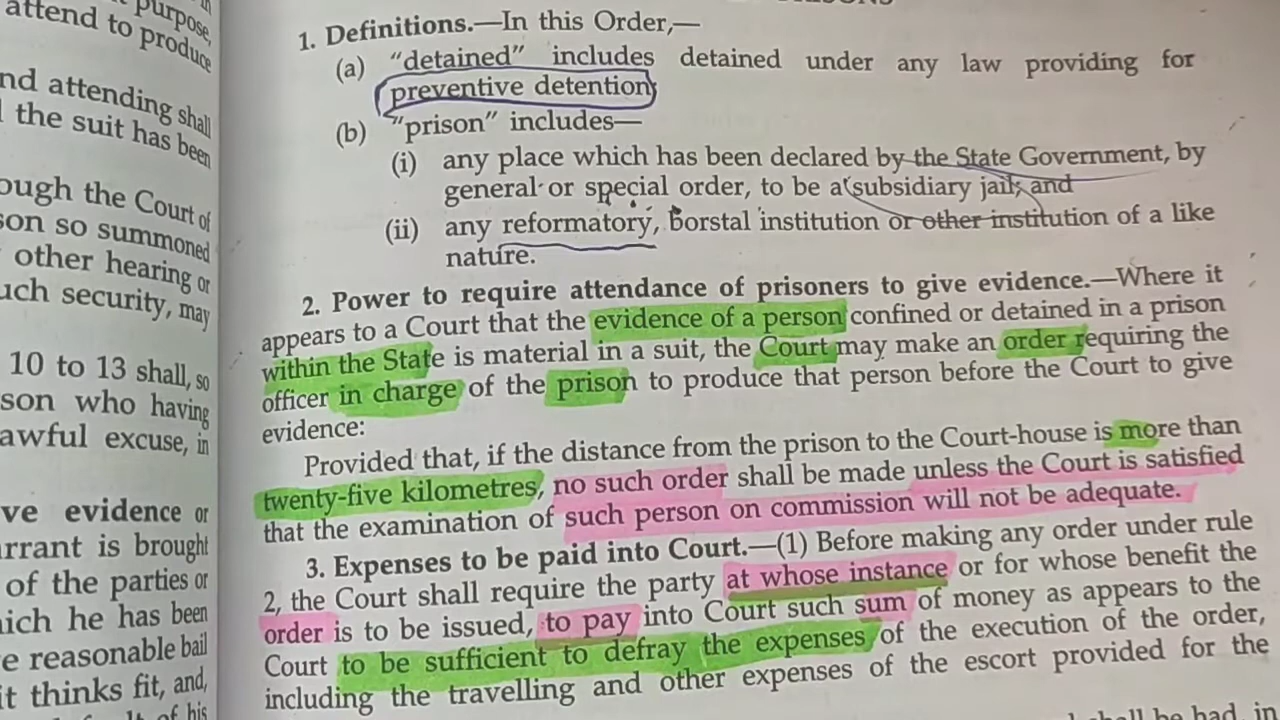 attend to produce
purpose,
nd attending shall
the suit has been
ough the Court of
son so summoned
other hearing or
uch security, may
10 to 13 shall, so
son who having
awful excuse, in
ve evidence or
arrant is brought
of the parties or
hich he has been
e reasonable bail
it thinks fit, and,
of his
1. Definitions.—In this Order,—
(a) “detained” includes detained under any law providing for
preventive detention;
(b) “prison” includes—
(i) any place which has been declared by the State Government, by
general or special order, to be a subsidiary jail; and
(ii) any reformatory, borstal institution or other institution of a like
nature.
2. Power to require attendance of prisoners to give evidence.—Where it
appears to a Court that the evidence of a person confined or detained in a prison
within the State is material in a suit, the Court may make an order requiring the
officer in charge of the prison to produce that person before the Court to give
evidence:
Provided that, if the distance from the prison to the Court-house is more than
twenty-five kilometres, no such order shall be made unless the Court is satisfied
that the examination of such person on commission will not be adequate.
3. Expenses to be paid into Court.—(1) Before making any order under rule
2, the Court shall require the party at whose instance or for whose benefit the
order is to be issued, to pay into Court such sum of money as appears to the
Court to be sufficient to defray the expenses of the execution of the order,
including the travelling and other expenses of the escort provided for the
shall be had, in